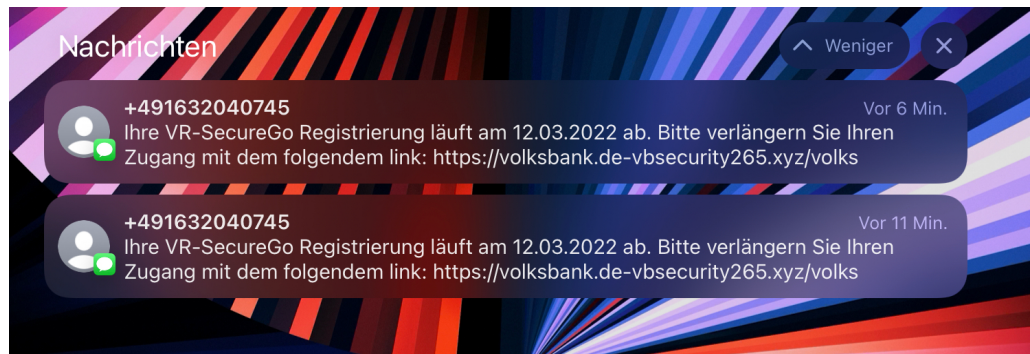 Nachrichten
Weniger
+491632040745
Vor 6 Min.
Ihre VR-SecureGo Registrierung läuft am 12.03.2022 ab. Bitte verlängern Sie Ihren
Zugang mit dem folgendem link: https://volksbank.de-vbsecurity265.xyz/volks
+491632040745
Vor 11 Min.
Ihre VR-SecureGo Registrierung läuft am 12.03.2022 ab. Bitte verlängern Sie Ihren
Zugang mit dem folgendem link: https://volksbank.de-vbsecurity265.xyz/volks